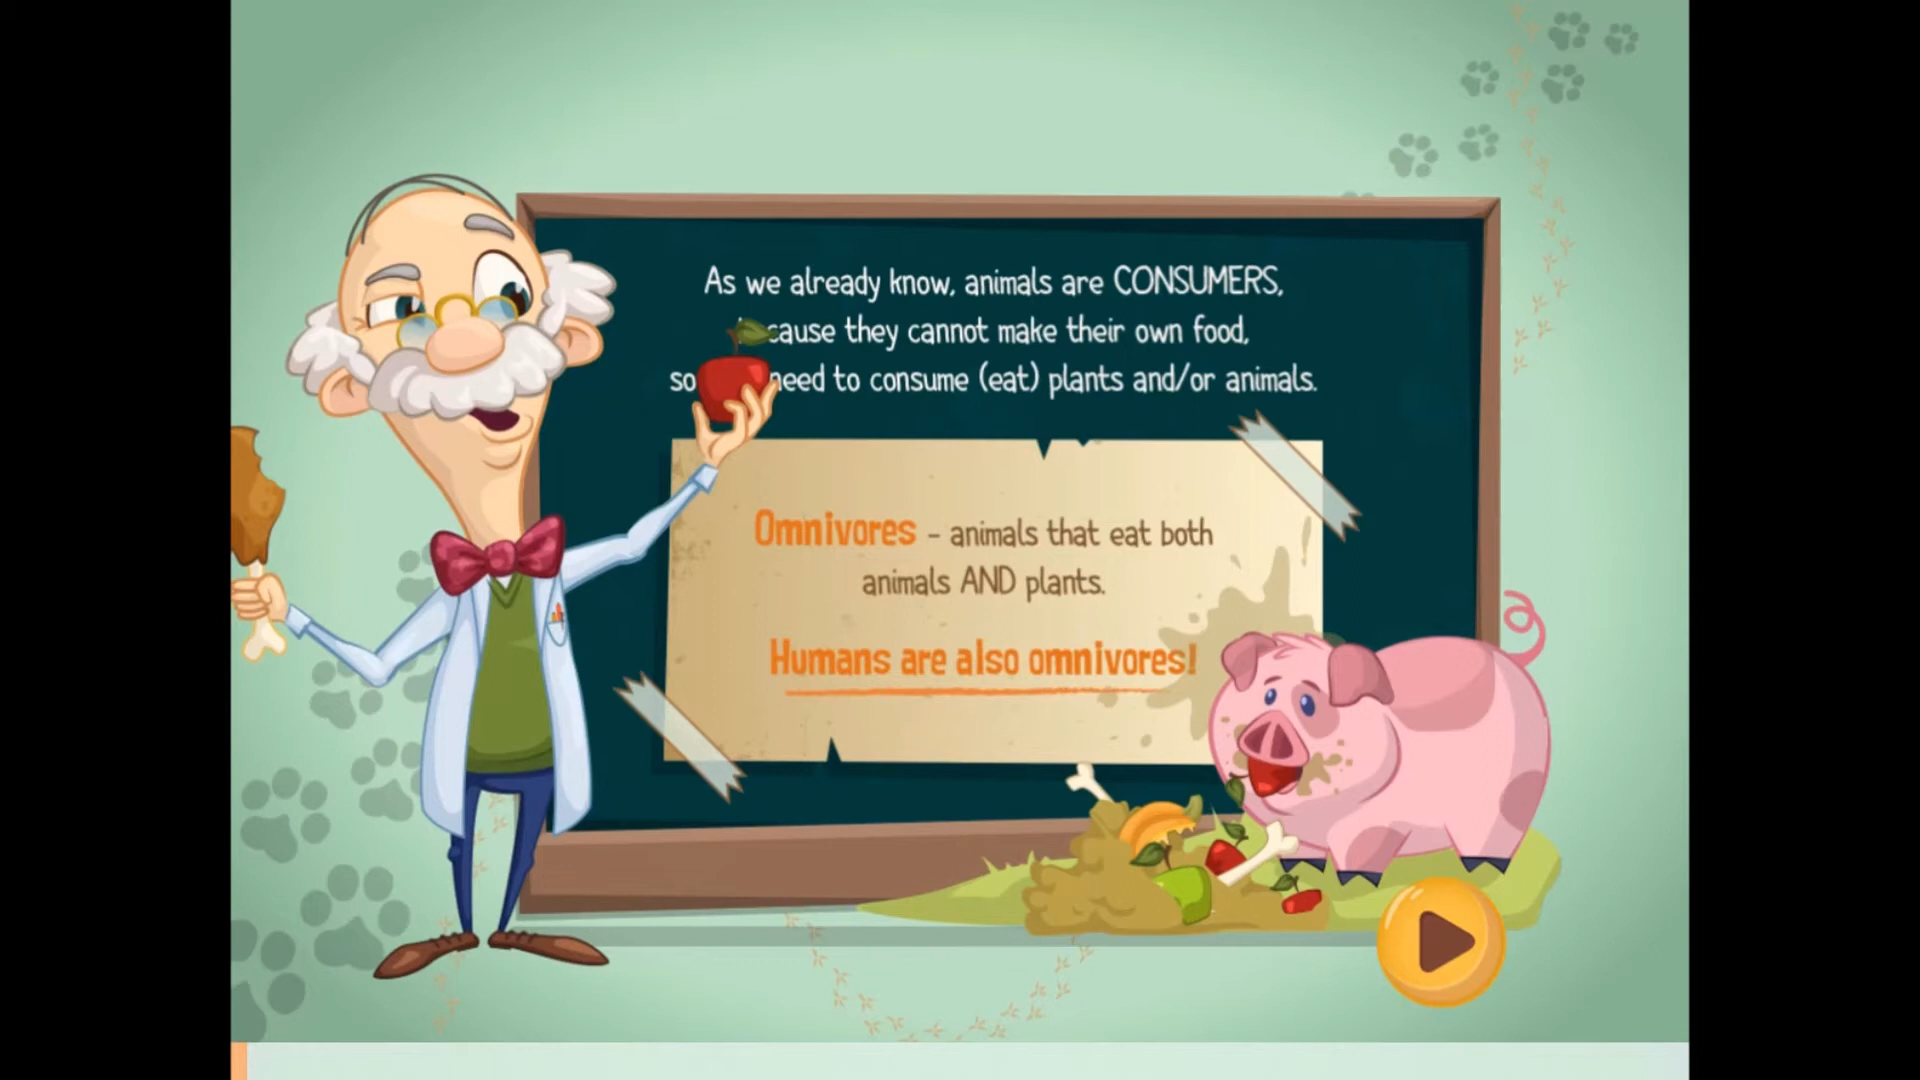 As we already know, animals are CONSUMERS,
cause they cannot make their own food,
so need to consume (eat) plants and/or animals.
Omnivores - animals that eat both
animals AND plants.
Humans are also omnivores!